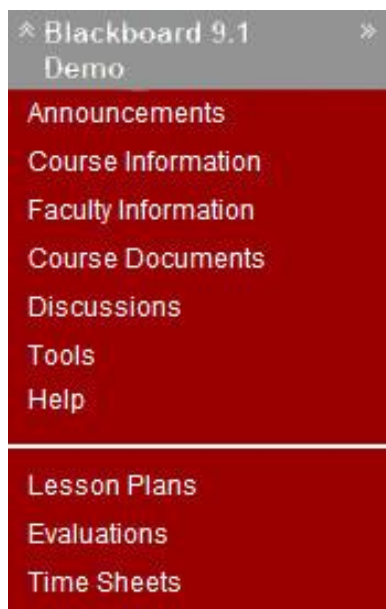 Blackboard 9.1
Demo
Announcements
Course Information
Faculty Information
Course Documents
Discussions
Tools
Help
Lesson Plans
Evaluations
Time Sheets